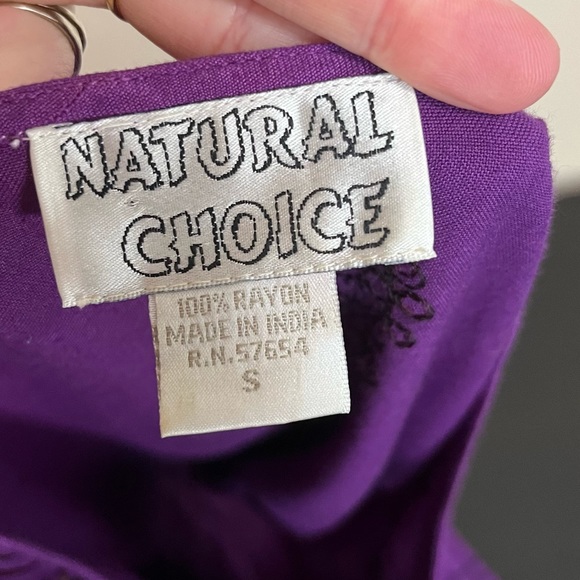 NATURAL
CHOICE
100% RAYON
MADE IN INDIA
R.N.57654
S